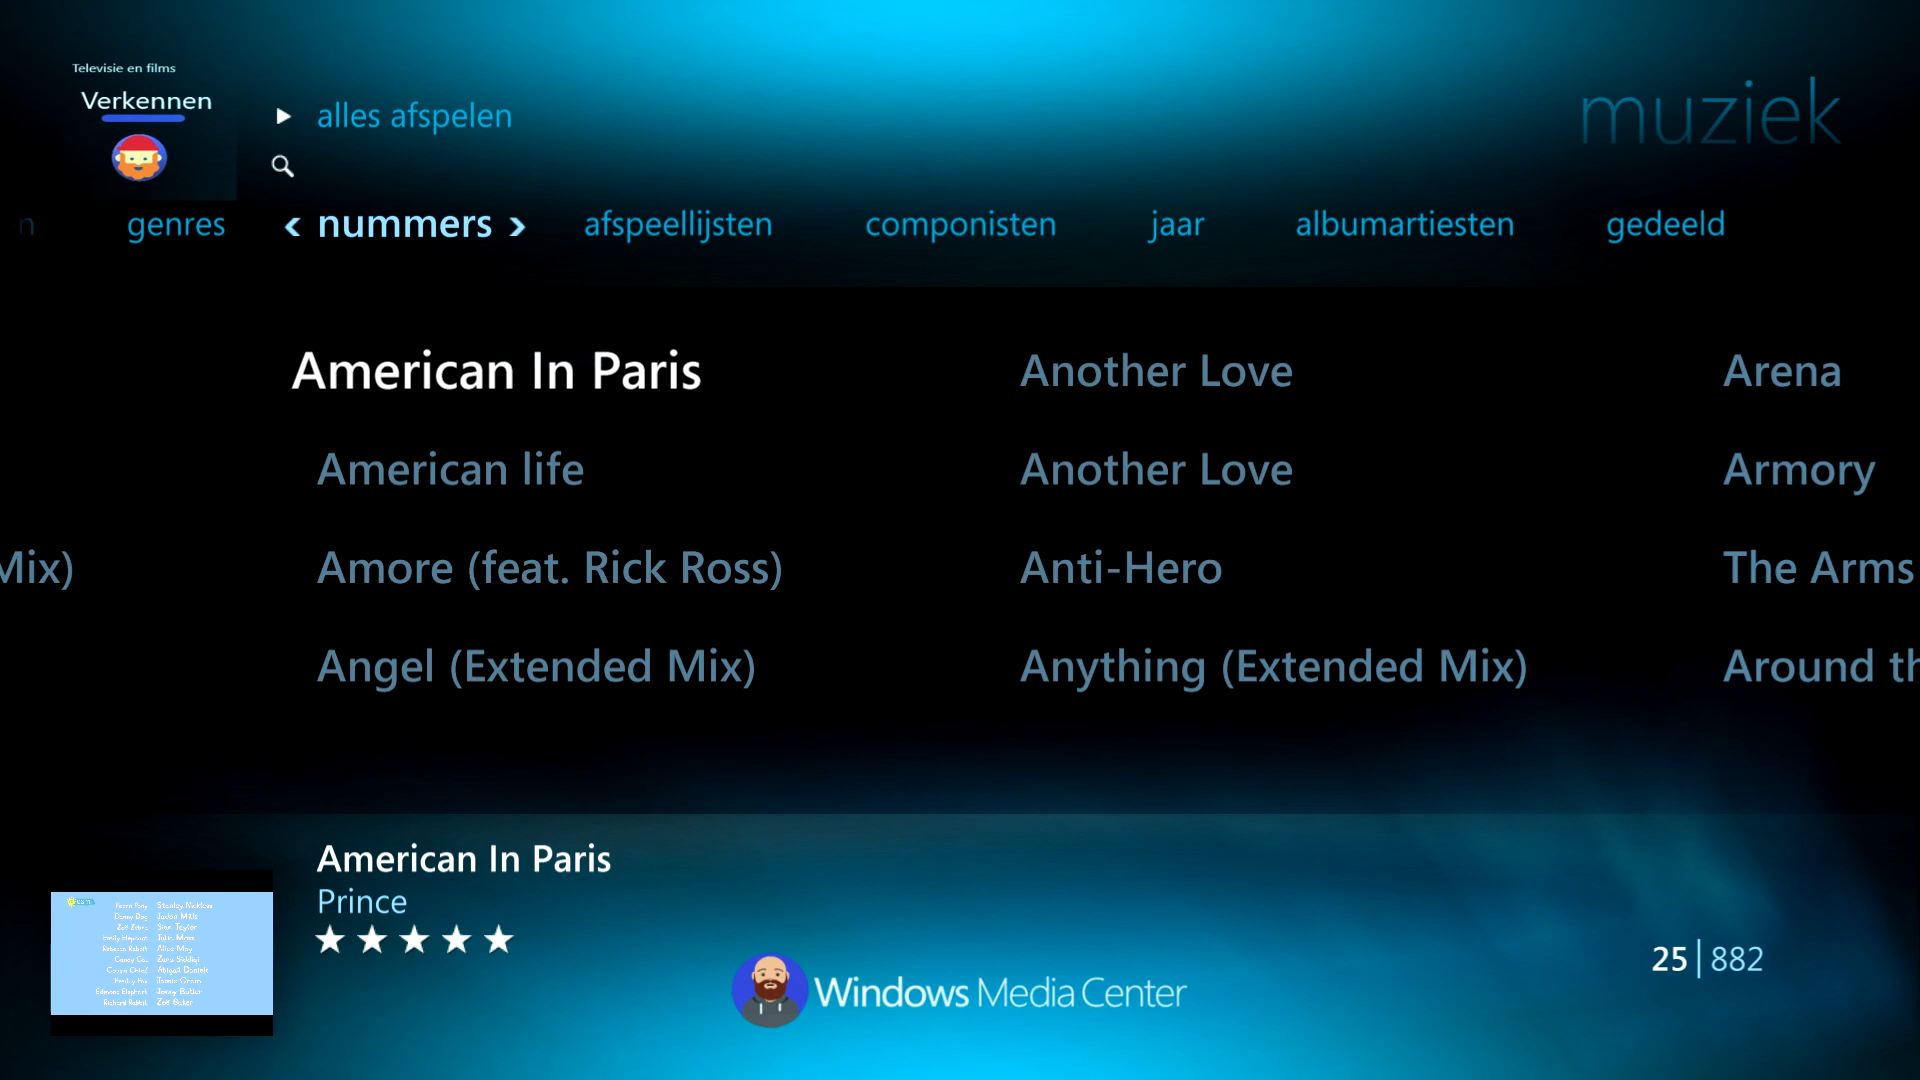 Televisie en films
Verkennen
alles afspelen
muziek
genres
nummers
afspeellijsten
componisten
jaar
albumartiesten
gedeeld
American In Paris
Another Love
Arena
American life
Another Love
Armory
Mix)
Amore (feat. Rick Ross)
Anti-Hero
The Arms
Angel (Extended Mix)
Anything (Extended Mix)
Around th
American In Paris
Prince
25 | 882
Windows Media Center